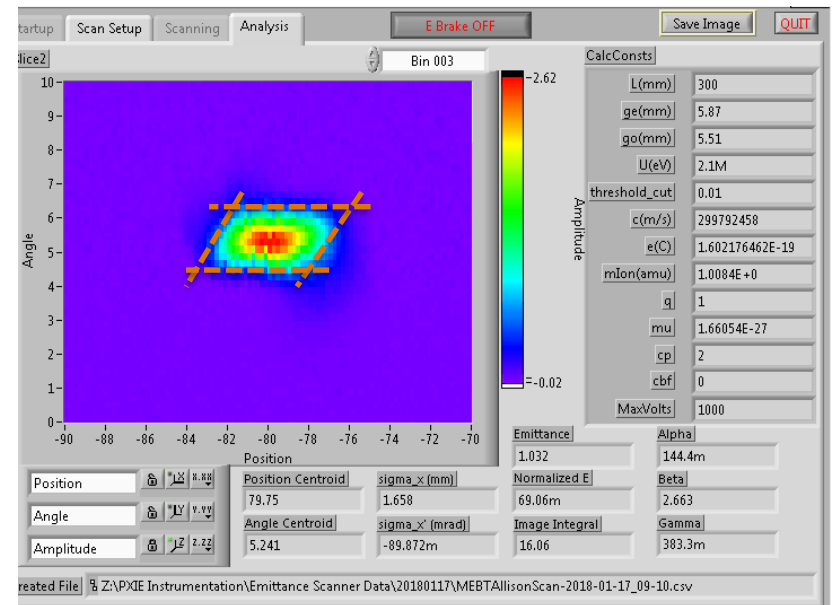 tartup Scan Setup Scanning Analysis E Brake OFF Save Image QUIT
Slice2 Bin 003 CalcConsts
10
9
8
7
6
5
4
3
2
1
0
Angle
-90 -88 -86 -84 -82 -80 -78 -76 -74 -72 -70
Position
-2.62
=-0.02
Amplitude
L(mm) 300
ge(mm) 5.87
go(mm) 5.51
U(eV) 2.1M
threshold_cut 0.01
c(m/s) 299792458
e(C) 1.602176462E-19
mIon(amu) 1.0084E+0
q 1
mu 1.66054E-27
cp 2
cbf 0
MaxVolts 1000
Position X X.XX
Angle Y Y.YY
Amplitude Z Z.ZZ
Position Centroid sigma_x (mm)
79.75 1.658
Angle Centroid sigma_x' (mrad)
5.241 -89.872m
Emittance Alpha
1.032 144.4m
Normalized E Beta
69.06m 2.663
Image Integral Gamma
16.06 383.3m
reated File Z:\PXIE Instrumentation\Emittance Scanner Data\20180117\MEBTAllisonScan-2018-01-17_09-10.csv